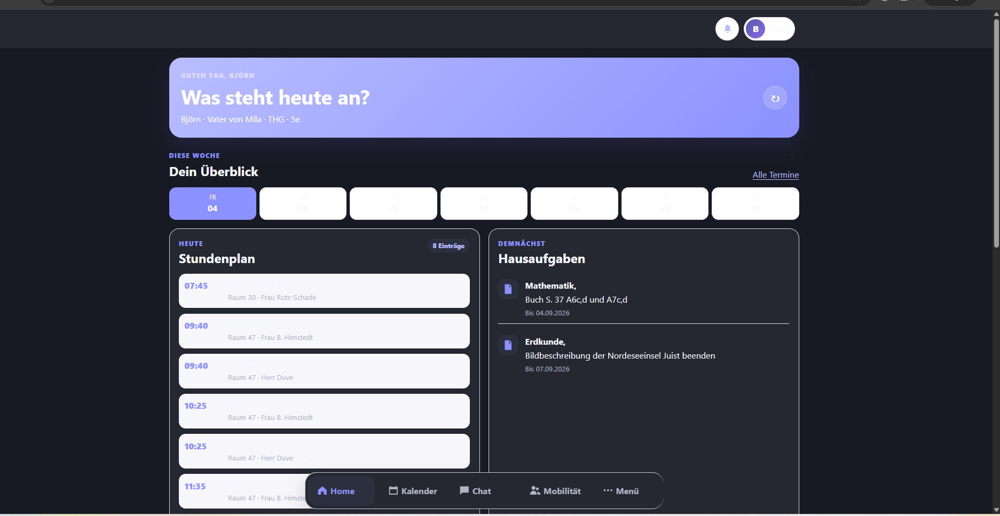 B Björn
GUTEN TAG, BJÖRN
Was steht heute an?
Björn · Vater von Mila · THG · 5e
DIESE WOCHE
Dein Überblick
Alle Termine
FR SA SO MO DI MI DO
04 05 06 07 08 09 10
HEUTE
8 Einträge
Stundenplan
07:45
Raum 30 · Frau Rutz-Schade
09:40
Raum 47 · Frau B. Himstedt
09:40
Raum 47 · Herr Duve
10:25
Raum 47 · Frau B. Himstedt
10:25
Raum 47 · Herr Duve
11:35
Raum 47 · Frau B. Himste
DEMNÄCHST
Hausaufgaben
Mathematik,
Buch S. 37 A6c,d und A7c,d
Bis 04.09.2026
Erdkunde,
Bildbeschreibung der Nordeseeinsel Juist beenden
Bis 07.09.2026
Home Kalender Chat Mobilität Menü